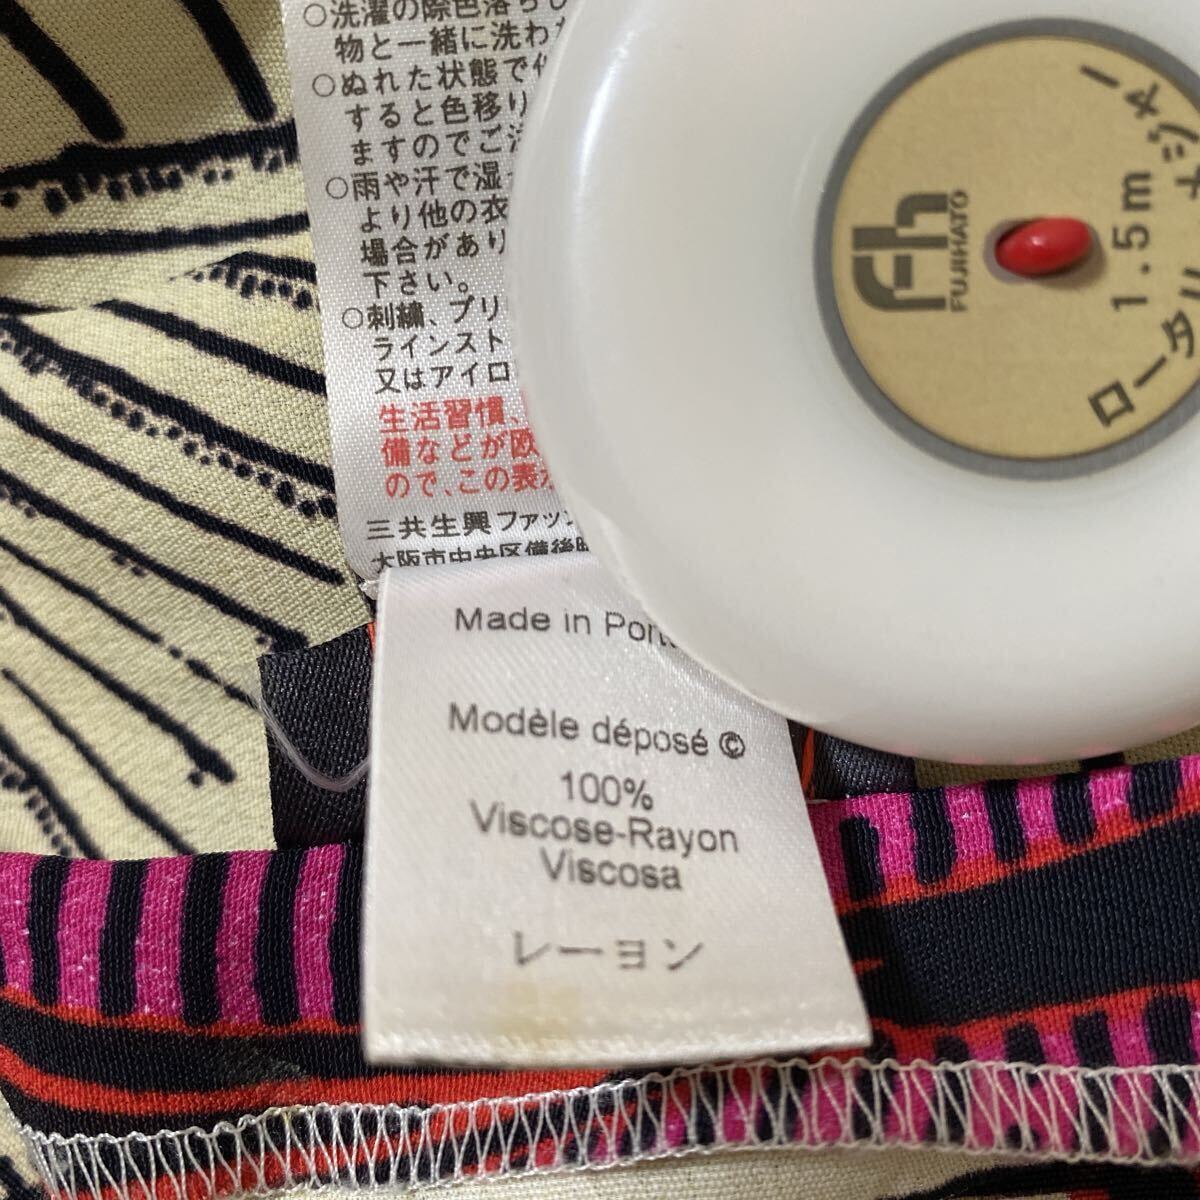 ○洗濯の際色落ちし
物と一緒に洗わ
○ぬれた状態で
すると色移り
ますのでご
○雨や汗で湿
より他の衣
場合があり
下さい。
○刺繍、プリ
ラインスト
又はアイロ
生活習慣、
備などが欧
ので、この表
三共生興ファッ
大阪市中央区備後
Made in Port
Modèle déposé ©
100%
Viscose-Rayon
Viscosa
レーヨン
Fh
FUJIHATO
1.5m
ロータリーメジャー